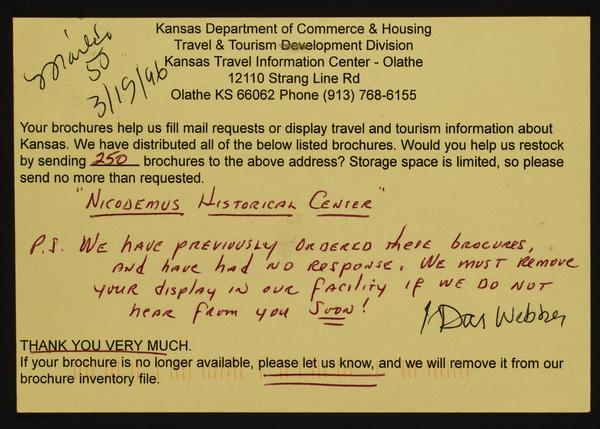 Kansas Department of Commerce & Housing
Travel & Tourism Development Division
Kansas Travel Information Center - Olathe
12110 Strang Line Rd
Olathe KS 66062 Phone (913) 768-6155
Mailed
50
3/19/96
Your brochures help us fill mail requests or display travel and tourism information about
Kansas. We have distributed all of the below listed brochures. Would you help us restock
by sending 250 brochures to the above address? Storage space is limited, so please
send no more than requested.
"NICODEMUS HISTORICAL CENTER"
P.S. WE HAVE PREVIOUSLY ORDERED THESE BROCURES,
AND HAVE HAD NO RESPONSE. WE MUST REMOVE
YOUR DISPLAY IN OUR FACILITY IF WE DO NOT
HEAR FROM YOU SOON!
Webber
THANK YOU VERY MUCH.
If your brochure is no longer available, please let us know, and we will remove it from our
brochure inventory file.